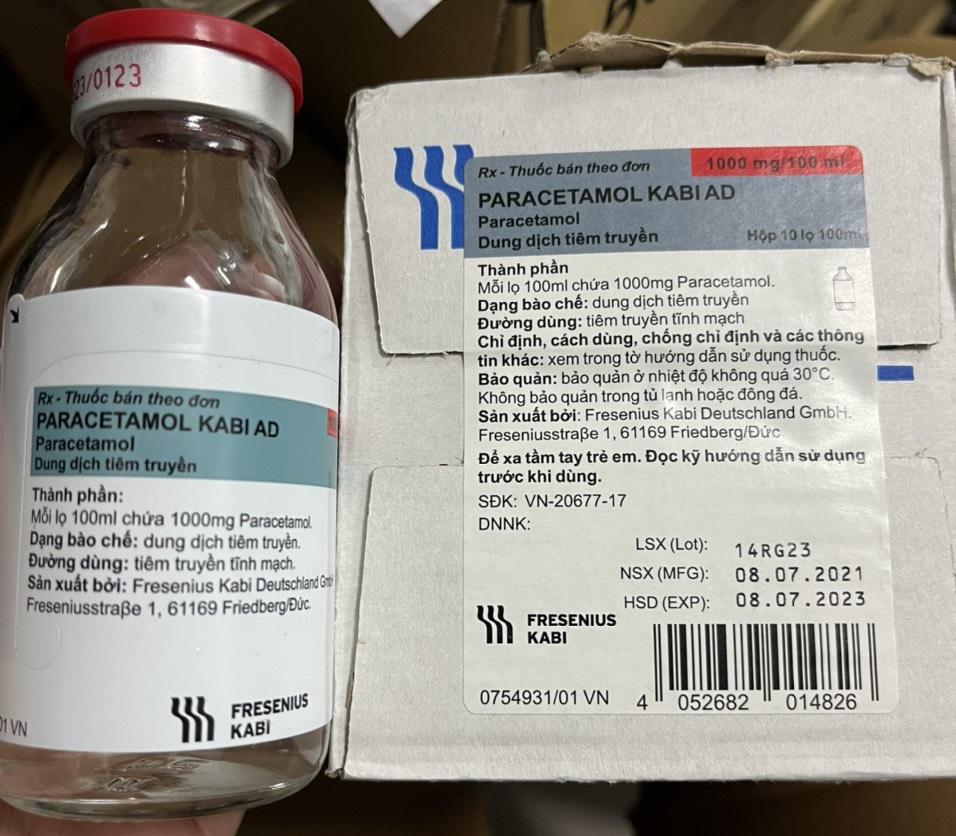 23/0123
Rx - Thuốc bán theo đơn
PARACETAMOL KABI AD
Paracetamol
Dung dịch tiêm truyền
Thành phần:
Mỗi lọ 100ml chứa 1000mg Paracetamol.
Dạng bào chế: dung dịch tiêm truyền.
Đường dùng: tiêm truyền tĩnh mạch.
Sản xuất bởi: Fresenius Kabi Deutschland
Freseniusstraße 1, 61169 Friedberg/Đức.
FRESENIUS
KABI
01 VN
Rx - Thuốc bán theo đơn
1000 mg/100 ml
PARACETAMOL KABI AD
Paracetamol
Dung dịch tiêm truyền
Hộp 10 lọ 100ml
Thành phần
Mỗi lọ 100ml chứa 1000mg Paracetamol.
Dạng bào chế: dung dịch tiêm truyền
Đường dùng: tiêm truyền tĩnh mạch
Chỉ định, cách dùng, chống chỉ định và các thông
tin khác: xem trong tờ hướng dẫn sử dụng thuốc.
Bảo quản: bảo quản ở nhiệt độ không quá 30°C.
Không bảo quản trong tủ lạnh hoặc đông đá.
Sản xuất bởi: Fresenius Kabi Deutschland GmbH.
Freseniusstraße 1, 61169 Friedberg/Đức
Để xa tầm tay trẻ em. Đọc kỹ hướng dẫn sử dụng
trước khi dùng.
SĐK: VN-20677-17
DNNK:
LSX (Lot): 14RG23
NSX (MFG): 08.07.2021
HSD (EXP): 08.07.2023
FRESENIUS
KABI
0754931/01 VN
4 052682 014826